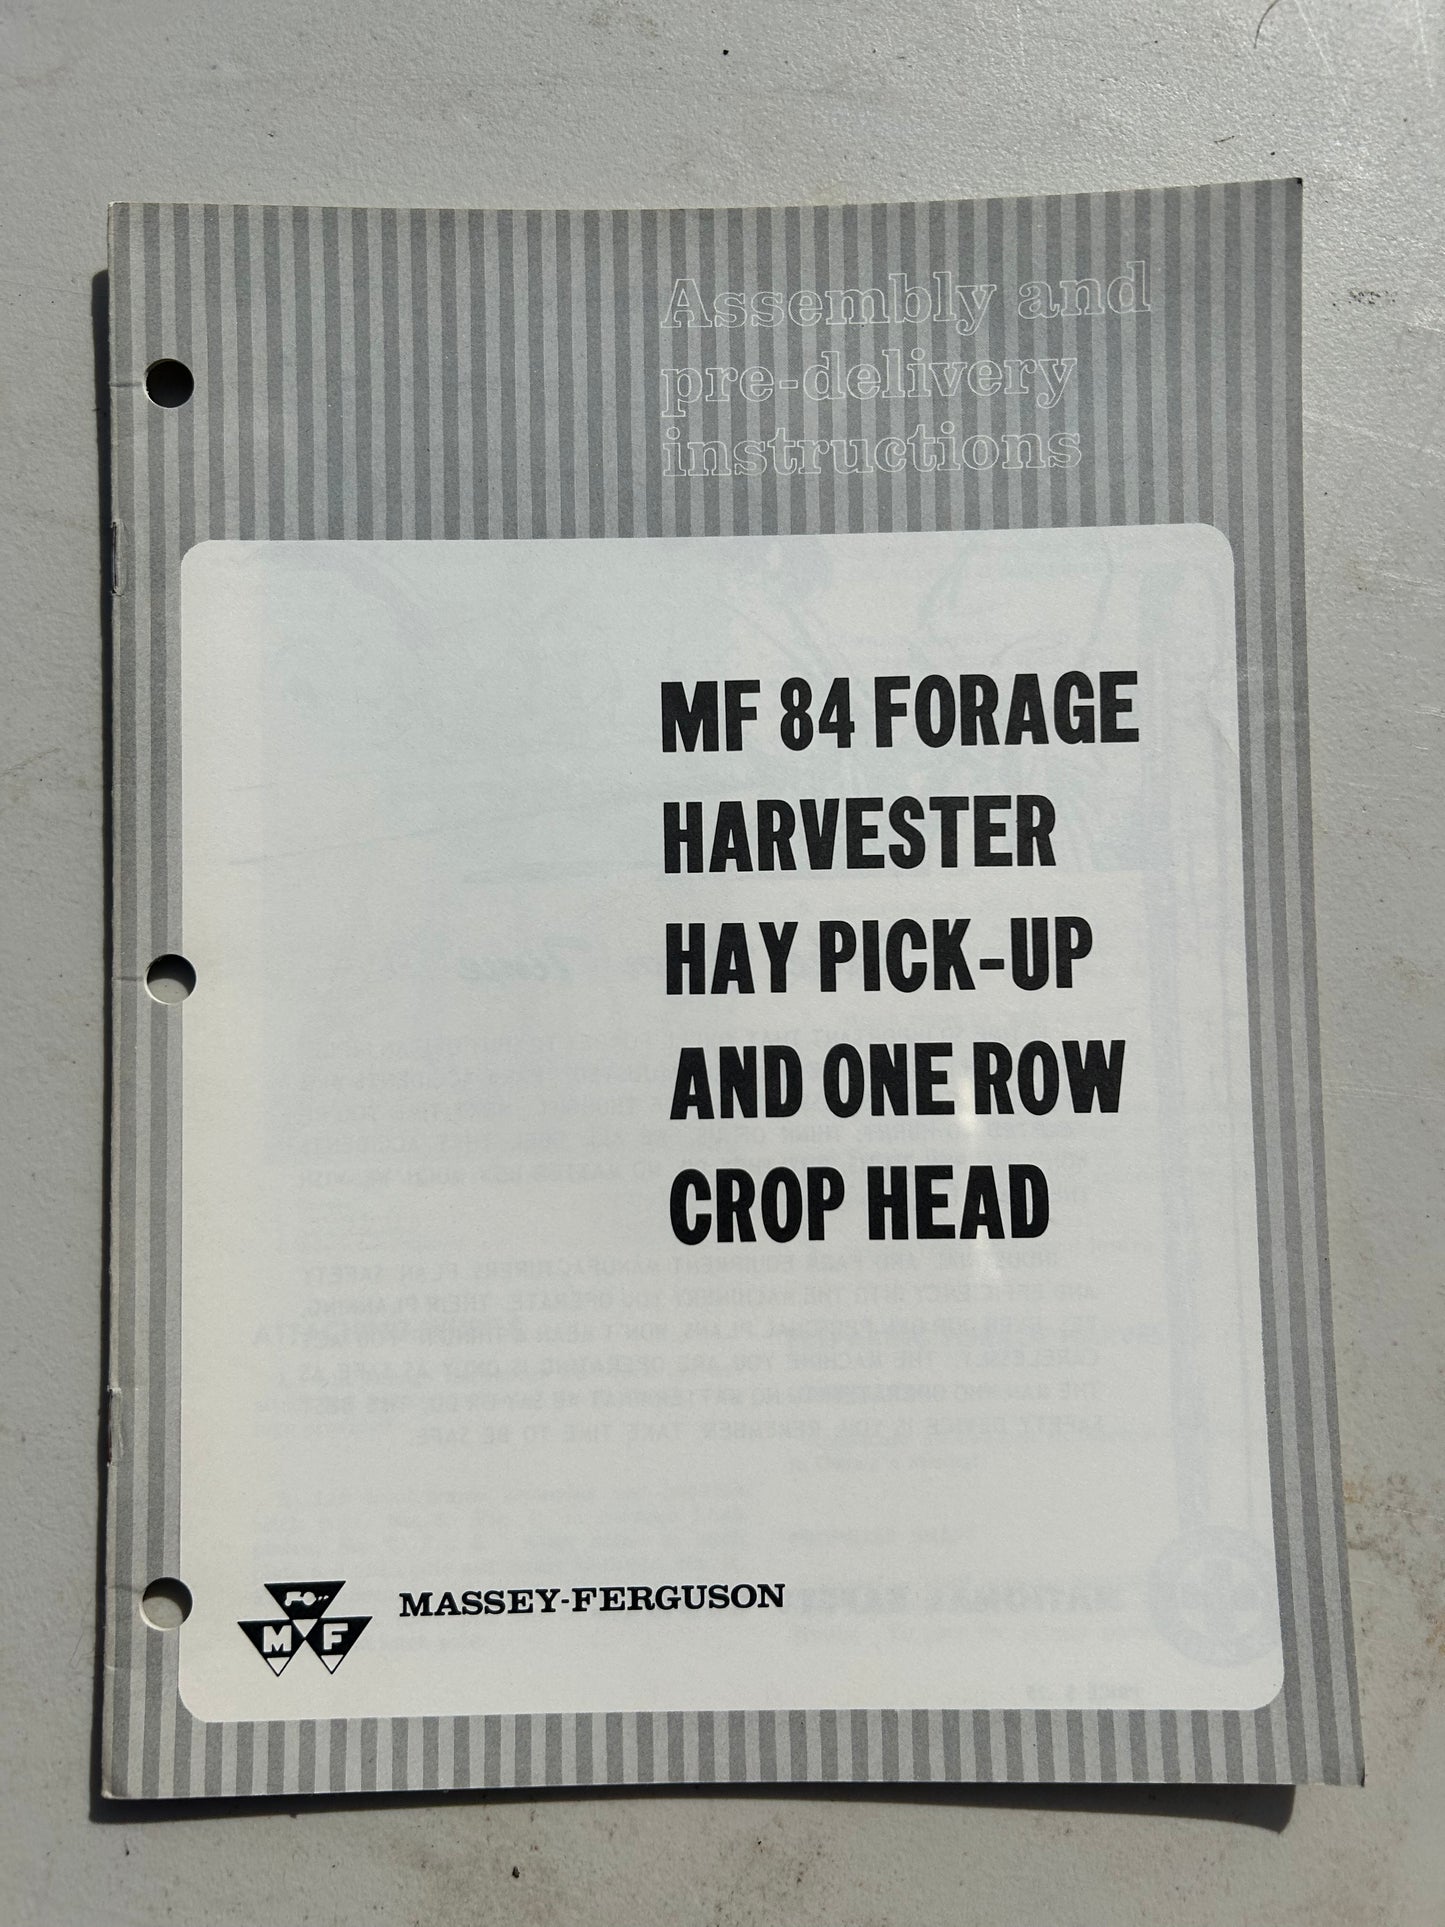 Assembly and
pre-delivery
instructions
MF 84 FORAGE
HARVESTER
HAY PICK-UP
AND ONE ROW
CROP HEAD
MF
MASSEY-FERGUSON